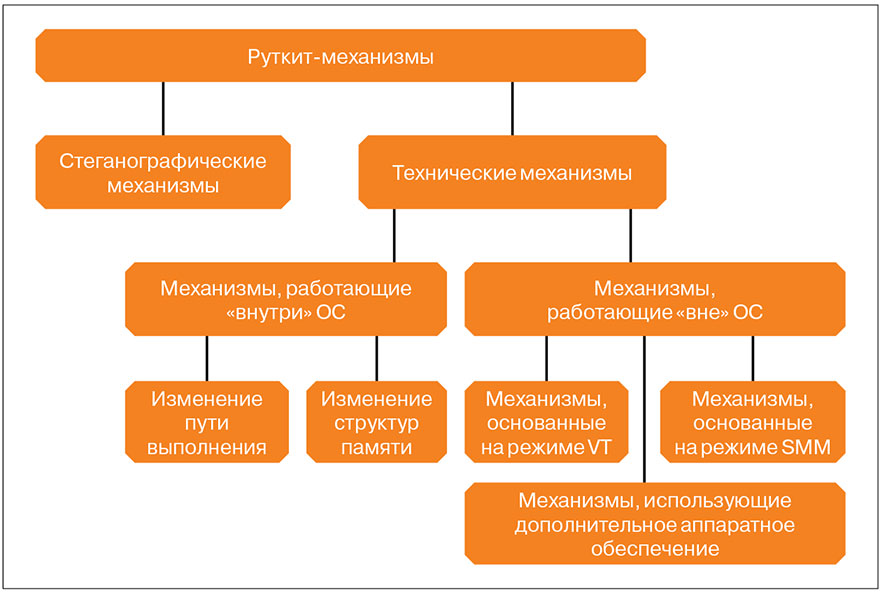 Руткит-механизмы
Стеганографические
механизмы
Технические механизмы
Механизмы, работающие
«внутри» ОС
Механизмы,
работающие «вне» ОС
Изменение
пути
выполнения
Изменение
структур
памяти
Механизмы,
основанные
на режиме VT
Механизмы,
основанные
на режиме SMM
Механизмы, использующие
дополнительное аппаратное
обеспечение